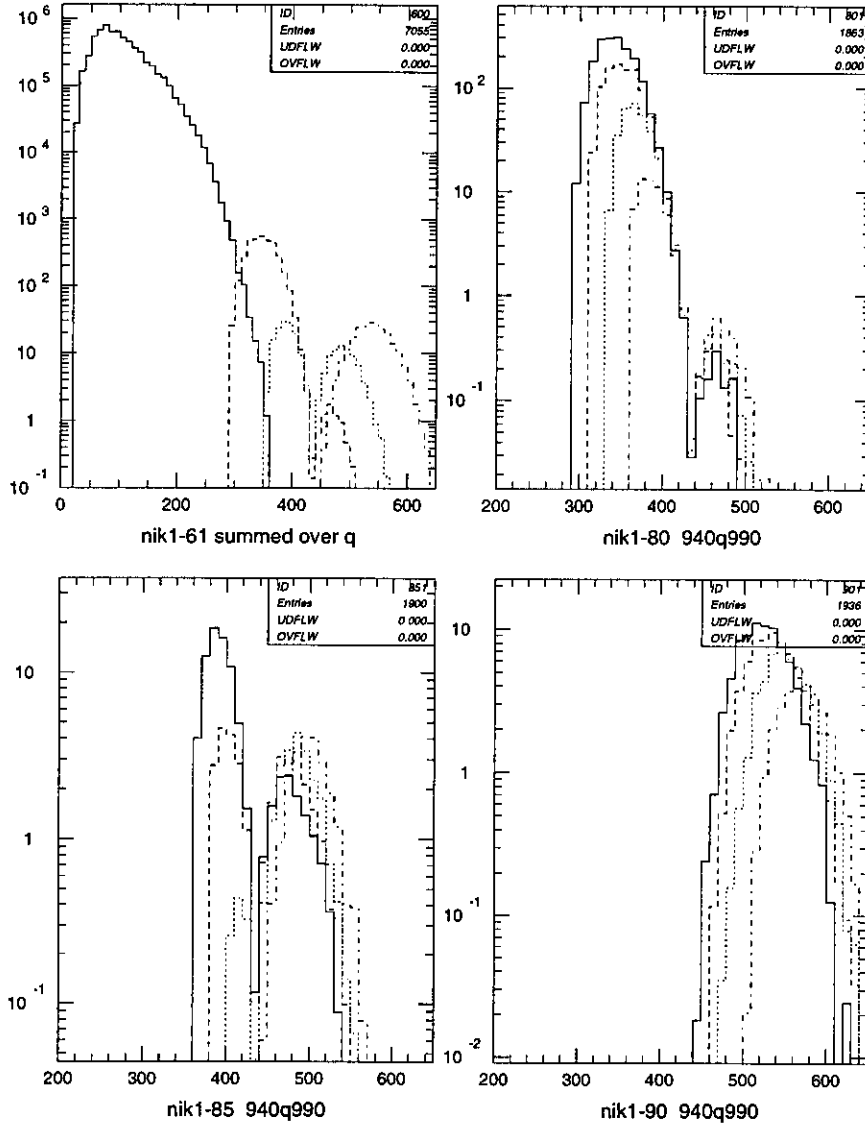 10^6
10^5
10^4
10^3
10^2
10
1
10^-1
0 200 400 600
ID 600
Entries 7055
UDFLW 0.000
OVFLW 0.000
nik1-61 summed over q
10^2
10
1
10^-1
200 300 400 500 600
ID 801
Entries 1863
UDFLW 0.000
OVFLW 0.000
nik1-80 940q990
10
1
10^-1
200 300 400 500 600
ID 851
Entries 1900
UDFLW 0.000
OVFLW 0.000
nik1-85 940q990
10
1
10^-1
10^-2
200 300 400 500 600
ID 901
Entries 1936
UDFLW 0.000
OVFLW 0.000
nik1-90 940q990